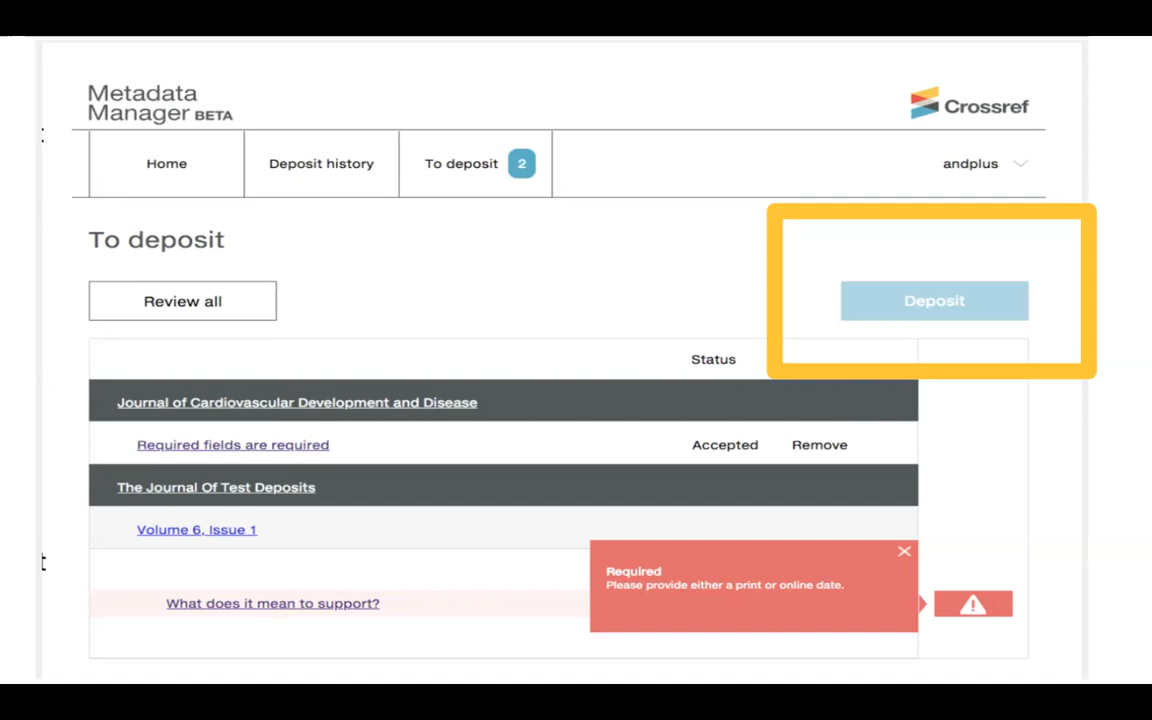 Metadata
Manager BETA
Crossref
Home
Deposit history
To deposit
2
andplus
To deposit
Review all
Deposit
Status
Journal of Cardiovascular Development and Disease
Required fields are required
Accepted
Remove
The Journal Of Test Deposits
Volume 6, Issue 1
Required
Please provide either a print or online date.
What does it mean to support?